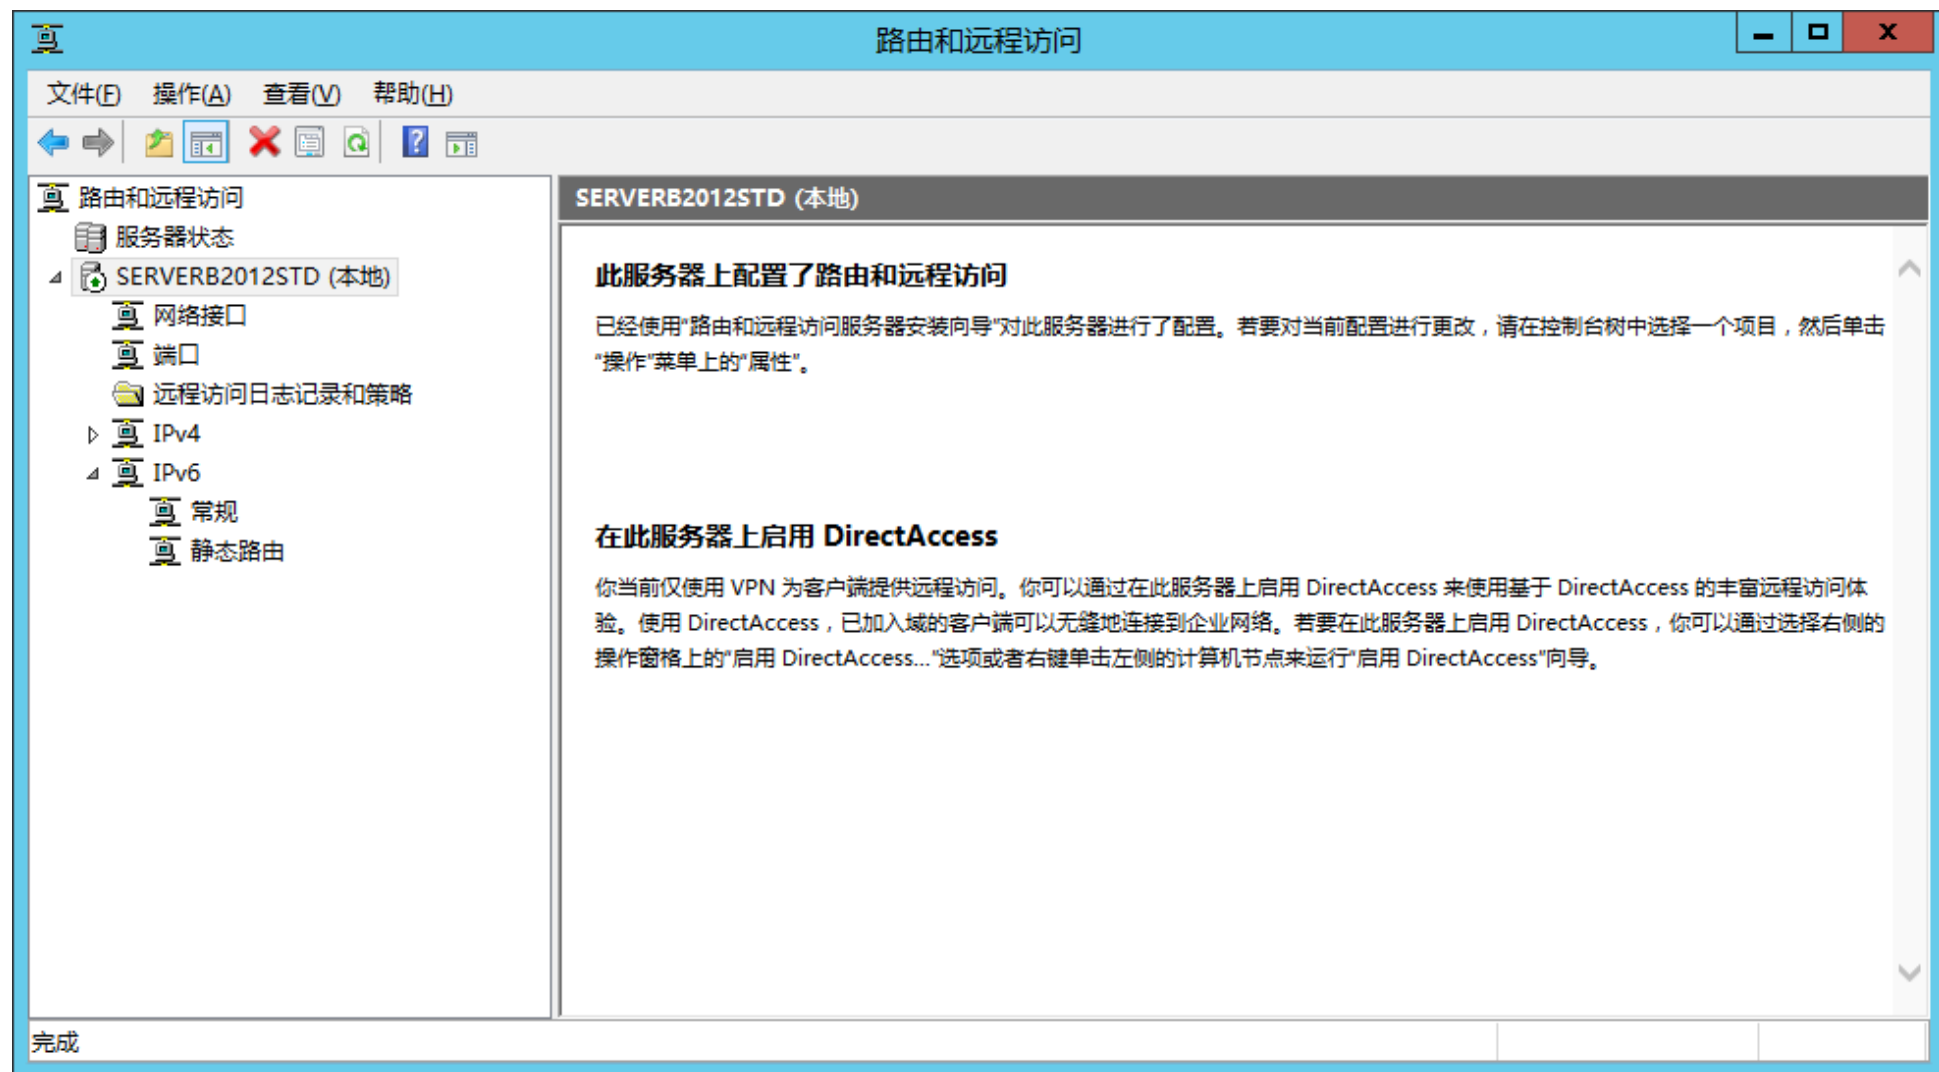 路由和远程访问
文件(F) 操作(A) 查看(V) 帮助(H)
路由和远程访问
服务器状态
SERVERB2012STD (本地)
网络接口
端口
远程访问日志记录和策略
IPv4
IPv6
常规
静态路由
SERVERB2012STD (本地)
此服务器上配置了路由和远程访问
已经使用"路由和远程访问服务器安装向导"对此服务器进行了配置。若要对当前配置进行更改，请在控制台树中选择一个项目，然后单击
"操作"菜单上的"属性"。
在此服务器上启用 DirectAccess
你当前仅使用 VPN 为客户端提供远程访问。你可以通过在此服务器上启用 DirectAccess 来使用基于 DirectAccess 的丰富远程访问体
验。使用 DirectAccess，已加入域的客户端可以无缝地连接到企业网络。若要在此服务器上启用 DirectAccess，你可以通过选择右侧的
操作窗格上的"启用 DirectAccess..."选项或者右键单击左侧的计算机节点来运行"启用 DirectAccess"向导。
完成